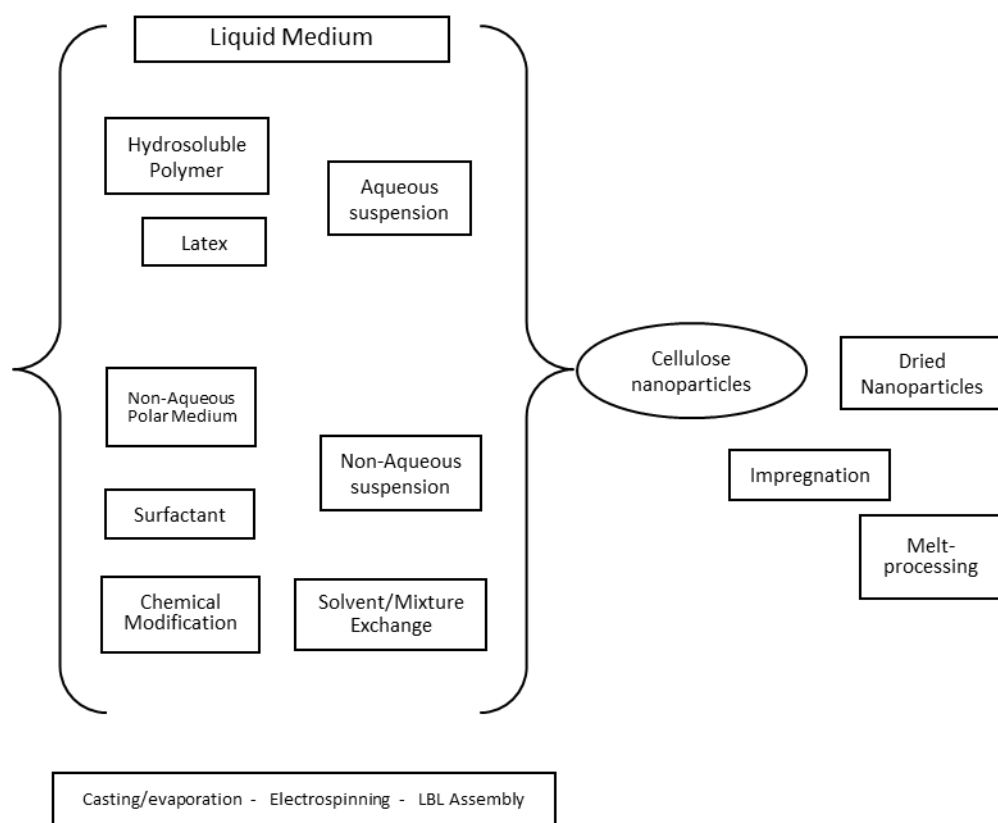 Liquid Medium
Hydrosoluble
Polymer
Latex
Aqueous
suspension
Non-Aqueous
Polar Medium
Surfactant
Chemical
Modification
Non-Aqueous
suspension
Solvent/Mixture
Exchange
Cellulose
nanoparticles
Dried
Nanoparticles
Impregnation
Melt-
processing
Casting/evaporation - Electrospinning - LBL Assembly